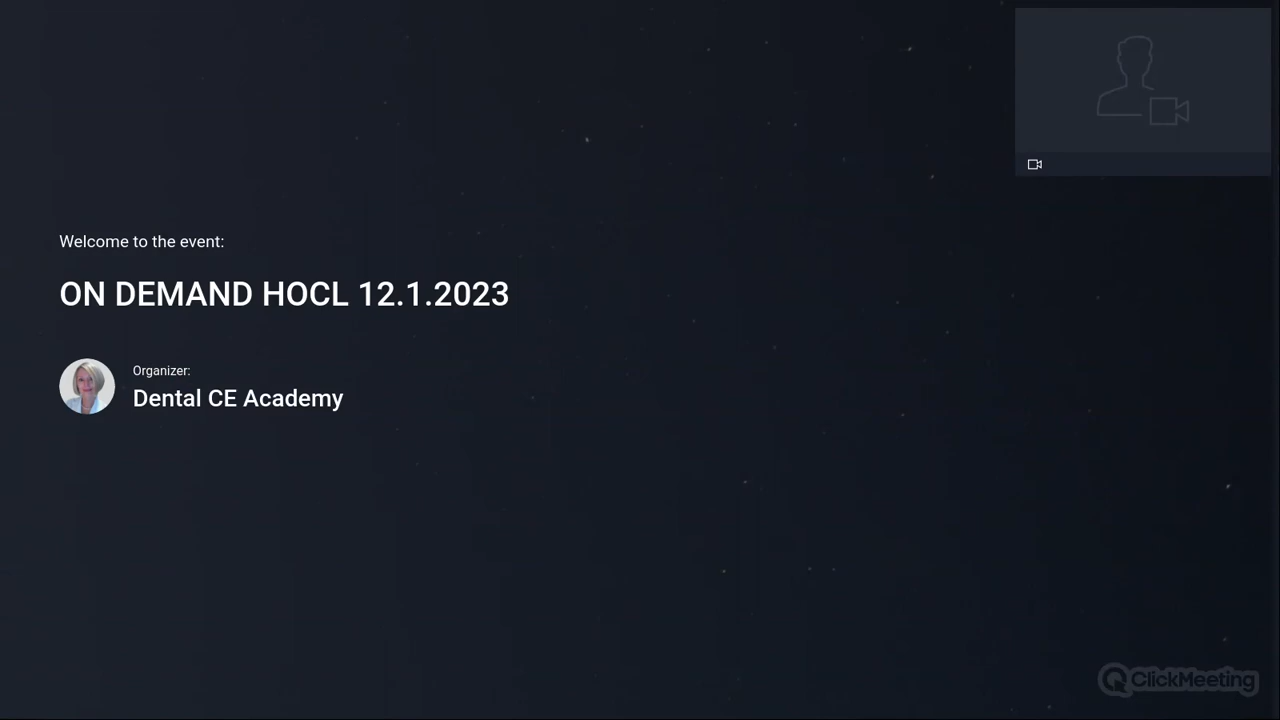 Welcome to the event:
ON DEMAND HOCL 12.1.2023
Organizer:
Dental CE Academy
ClickMeeting